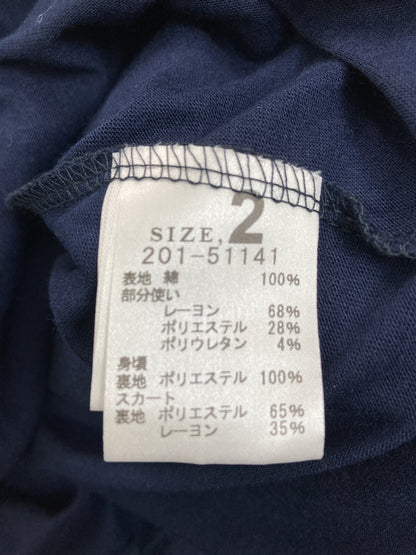 SIZE, 2
201-51141
表地 綿 100%
部分使い
レーヨン 68%
ポリエステル 28%
ポリウレタン 4%
身頃
裏地 ポリエステル 100%
スカート
裏地 ポリエステル 65%
レーヨン 35%